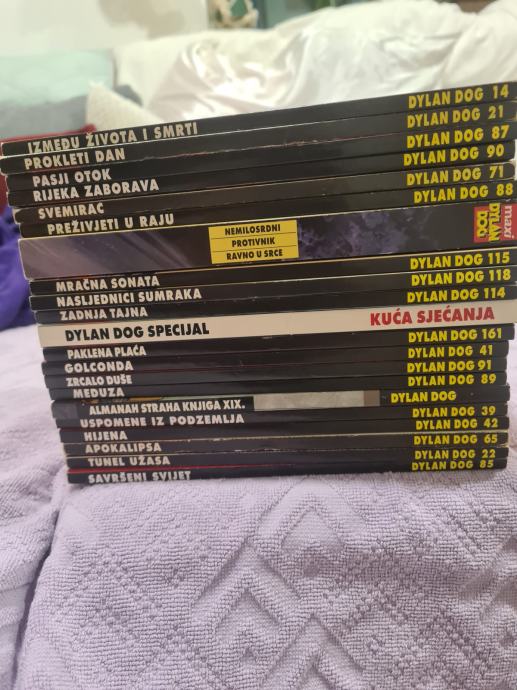 IZMEĐU ŽIVOTA I SMRTI DYLAN DOG 14
PROKLETI DAN DYLAN DOG 21
PASJI OTOK DYLAN DOG 87
RIJEKA ZABORAVA DYLAN DOG 90
SVEMIRAC DYLAN DOG 71
PREŽIVJETI U RAJU DYLAN DOG 88
NEMILOSRDNI
PROTIVNIK
RAVNO U SRCE
maxi
DYLAN
DOG
MRAČNA SONATA DYLAN DOG 115
NASLJEDNICI SUMRAKA DYLAN DOG 118
ZADNJA TAJNA DYLAN DOG 114
DYLAN DOG SPECIJAL KUĆA SJEĆANJA
PAKLENA PLAĆA DYLAN DOG 161
GOLCONDA DYLAN DOG 41
ZRCALO DUŠE DYLAN DOG 91
MEDUZA DYLAN DOG 89
ALMANAH STRAHA KNJIGA XIX. DYLAN DOG
USPOMENE IZ PODZEMLJA DYLAN DOG 39
HIJENA DYLAN DOG 42
APOKALIPSA DYLAN DOG 65
TUNEL UŽASA DYLAN DOG 22
SAVRŠENI SVIJET DYLAN DOG 85